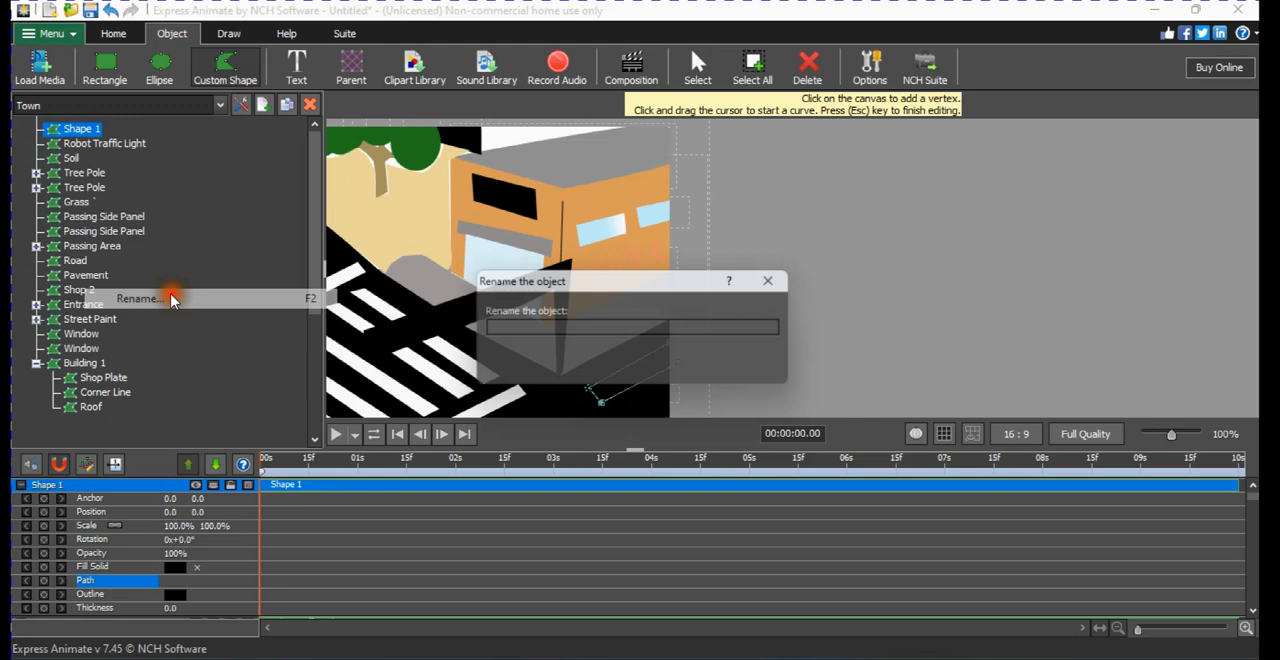 Express Animate by NCH Software - Untitled* - (Unlicensed) Non-commercial home use only
Menu Home Object Draw Help Suite
Load Media Rectangle Ellipse Custom Shape Text Parent Clipart Library Sound Library Record Audio Composition Select Select All Delete Options NCH Suite Buy Online
Town
Click on the canvas to add a vertex.
Click and drag the cursor to start a curve. Press (Esc) key to finish editing.
Shape 1
Robot Traffic Light
Soil
Tree Pole
Tree Pole
Grass `
Passing Side Panel
Passing Side Panel
Passing Area
Road
Pavement
Shop 2
Rename... F2
Entrance
Street Paint
Window
Window
Building 1
Shop Plate
Corner Line
Roof
Rename the object ?
Rename the object:
00:00:00.00 16 : 9 Full Quality 100%
00s 15f 01s 15f 02s 15f 03s 15f 04s 15f 05s 15f 06s 15f 07s 15f 08s 15f 09s 15f 10s
Shape 1 Shape 1
Anchor 0.0 0.0
Position 0.0 0.0
Scale 100.0% 100.0%
Rotation 0x+0.0°
Opacity 100%
Fill Solid
Path
Outline
Thickness 0.0
Express Animate v 7.45 © NCH Software